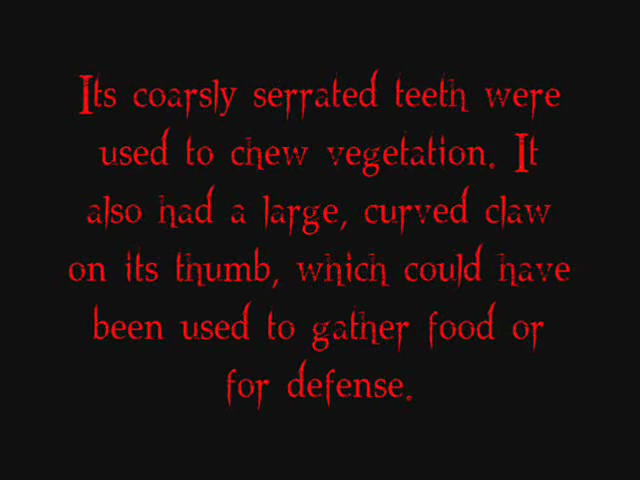 Its coarsly serrated teeth were
used to chew vegetation. It
also had a large, curved claw
on its thumb, which could have
been used to gather food or
for defense.